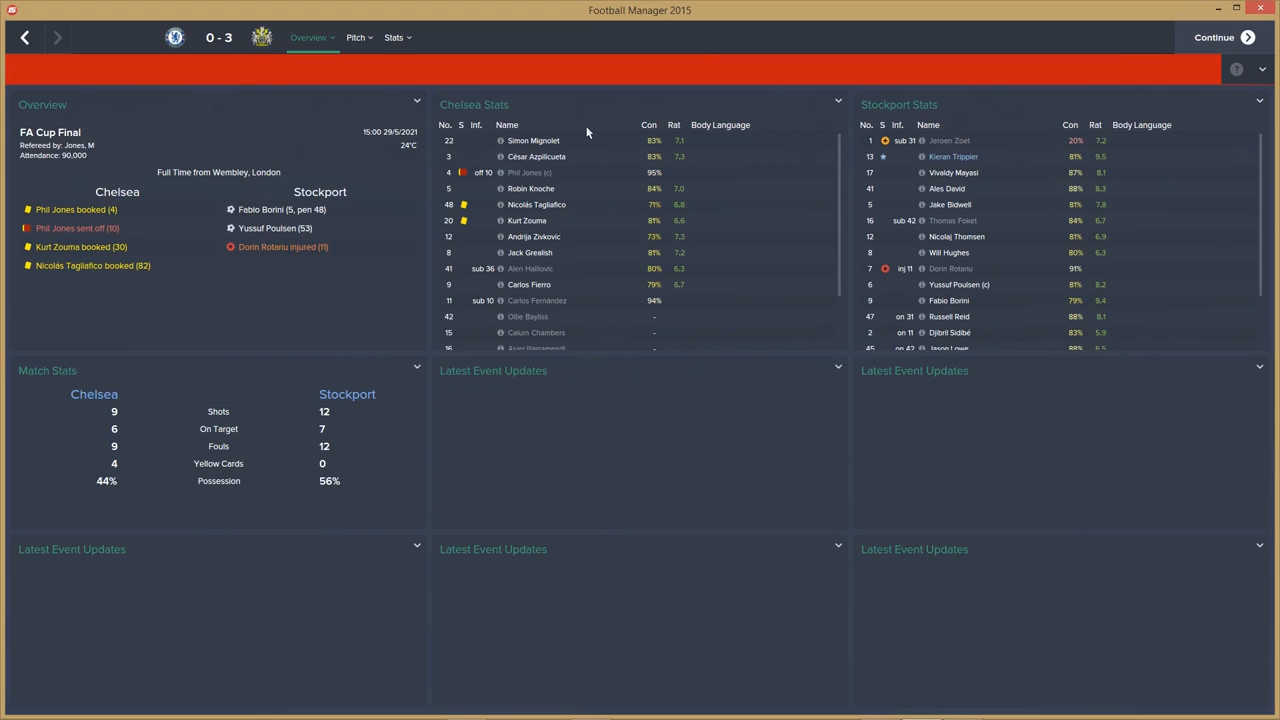 Football Manager 2015
0 - 3
Overview
Pitch
Stats
Continue
?
Overview
FA Cup Final
15:00 29/5/2021
Refereed by: Jones, M
24°C
Attendance: 90,000
Full Time from Wembley, London
Chelsea
Stockport
Phil Jones booked (4)
Fabio Borini (5, pen 48)
Phil Jones sent off (10)
Yussuf Poulsen (53)
Kurt Zouma booked (30)
Dorin Rotariu injured (11)
Nicolás Tagliafico booked (82)
Chelsea Stats
No. S Inf. Name Con Rat Body Language
22 Simon Mignolet 83% 7.1
3 César Azpilicueta 83% 7.3
4 off 10 Phil Jones (c) 95%
5 Robin Knoche 84% 7.0
48 Nicolás Tagliafico 71% 6.8
20 Kurt Zouma 81% 6.6
12 Andrija Zivkovic 73% 7.3
8 Jack Grealish 81% 7.2
41 sub 36 Alen Halilovic 80% 6.3
9 Carlos Fierro 79% 6.7
11 sub 10 Carlos Fernández 94%
42 Ollie Bayliss -
15 Calum Chambers -
16 Asier Illarramendi -
Stockport Stats
No. S Inf. Name Con Rat Body Language
1 sub 31 Jeroen Zoet 20% 7.2
13 Kieran Trippier 81% 9.5
17 Vivaldy Mayasi 87% 8.1
41 Ales David 88% 8.3
5 Jake Bidwell 81% 7.8
16 sub 42 Thomas Foket 84% 6.7
12 Nicolaj Thomsen 81% 6.9
8 Will Hughes 80% 6.3
7 inj 11 Dorin Rotariu 91%
6 Yussuf Poulsen (c) 81% 8.2
9 Fabio Borini 79% 9.4
47 on 31 Russell Reid 88% 8.1
2 on 11 Djibril Sidibé 83% 5.9
45 on 42 Jason Lowe 88% 6.5
Match Stats
Chelsea Stockport
9 Shots 12
6 On Target 7
9 Fouls 12
4 Yellow Cards 0
44% Possession 56%
Latest Event Updates
Latest Event Updates
Latest Event Updates
Latest Event Updates
Latest Event Updates